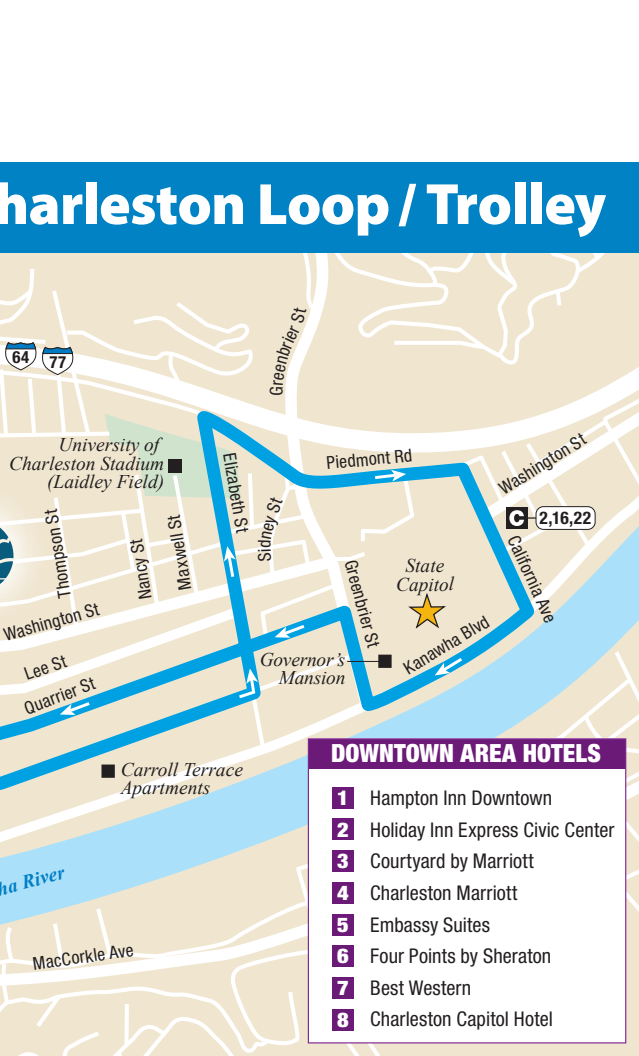 harleston Loop / Trolley
Greenbrier St
64
77
University of
Charleston Stadium
(Laidley Field)
Elizabeth St
Piedmont Rd
Washington St
C
2,16,22
Sidney St
Thompson St
Maxwell St
Nancy St
California Ave
State
Capitol
Greenbrier St
Washington St
Kanawha Blvd
Lee St
Governor's
Mansion
Quarrier St
Carroll Terrace
Apartments
ha River
MacCorkle Ave
DOWNTOWN AREA HOTELS
1 Hampton Inn Downtown
2 Holiday Inn Express Civic Center
3 Courtyard by Marriott
4 Charleston Marriott
5 Embassy Suites
6 Four Points by Sheraton
7 Best Western
8 Charleston Capitol Hotel